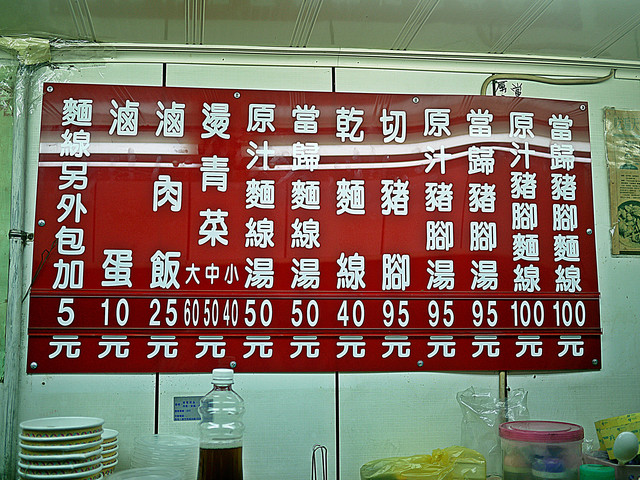 當歸豬腳麵線 100元
原汁豬腳麵線 100元
當歸豬腳湯 95元
原汁豬腳湯 95元
切豬腳 95元
乾麵線 40元
當歸麵線湯 50元
原汁麵線湯 50元
燙青菜 大中小 60 50 40元
滷肉飯 25元
滷蛋 10元
麵線另外包加 5元